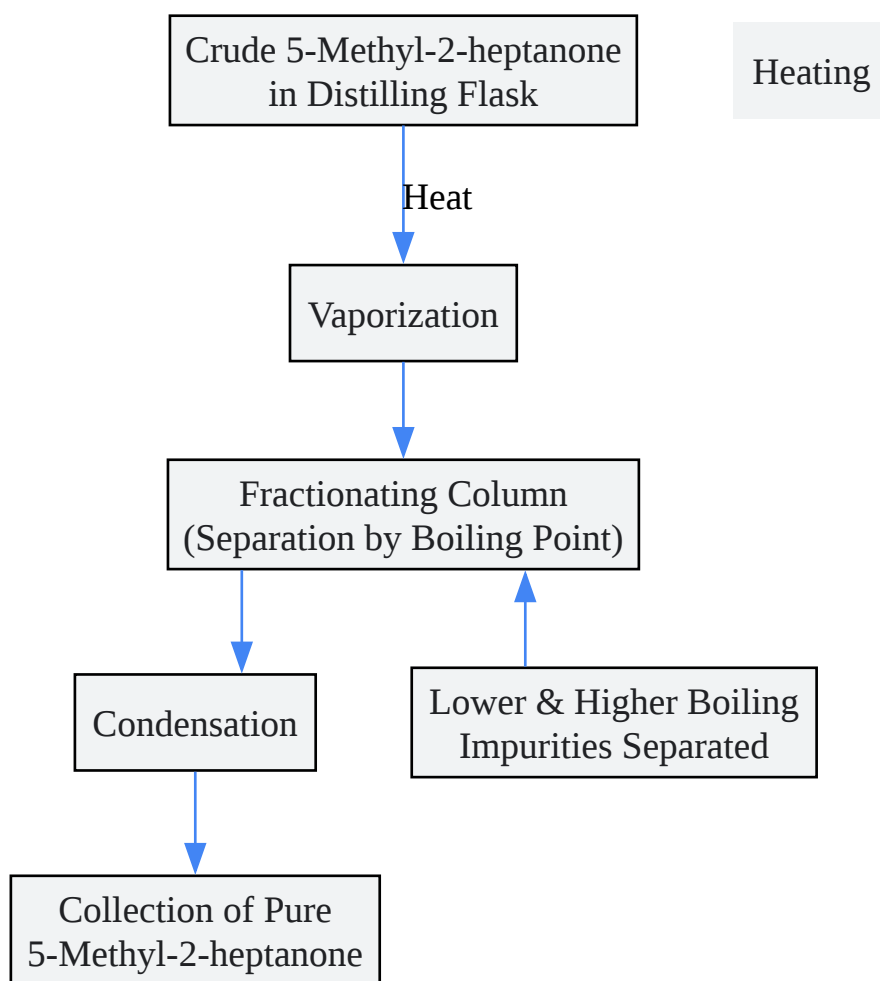 Crude 5-Methyl-2-heptanone
in Distilling Flask
Heating
Heat
Vaporization
Fractionating Column
(Separation by Boiling Point)
Condensation
Lower & Higher Boiling
Impurities Separated
Collection of Pure
5-Methyl-2-heptanone